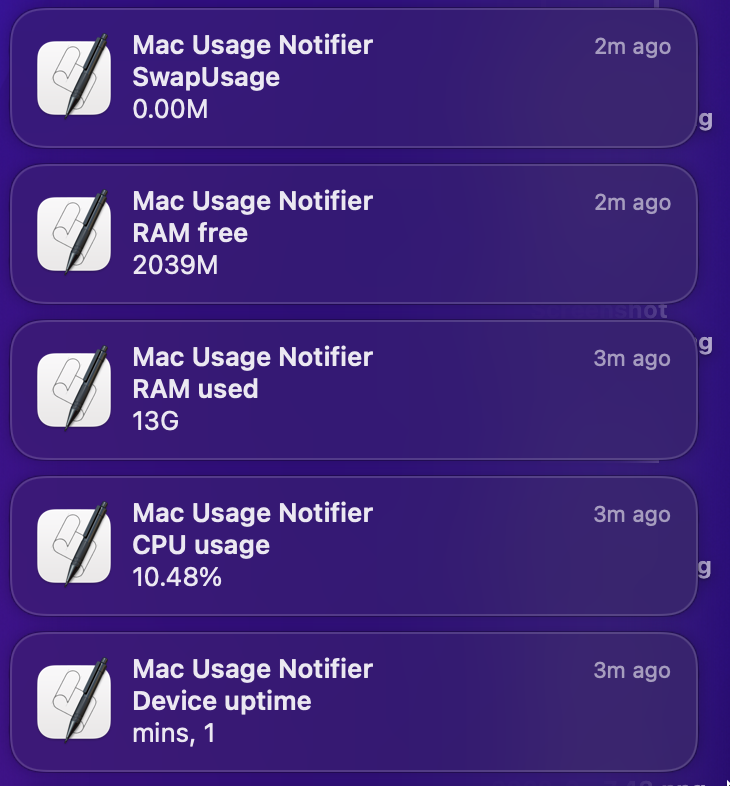 Mac Usage Notifier
2m ago
SwapUsage
0.00M
g
Mac Usage Notifier
2m ago
RAM free
2039M
Screenshot
g
Mac Usage Notifier
3m ago
RAM used
13G
Mac Usage Notifier
3m ago
CPU usage
10.48%
g
Mac Usage Notifier
3m ago
Device uptime
mins, 1